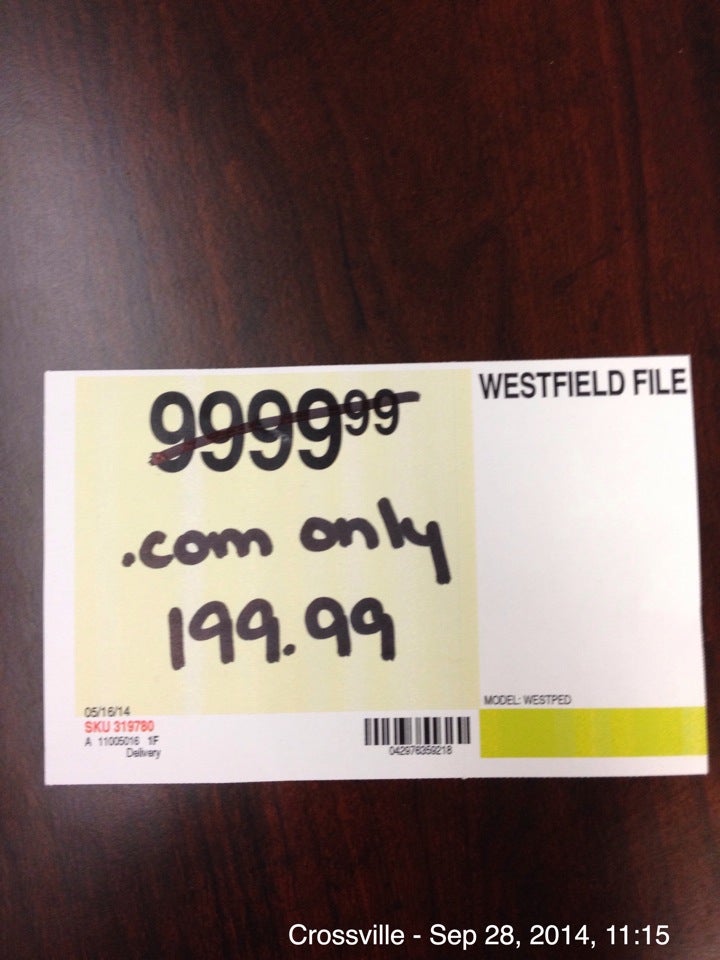 9999 99
WESTFIELD FILE
.com only
199.99
MODEL: WESTPED
05/16/14
SKU 319780
A 11005016 1F
Delivery
042976359218
Crossville - Sep 28, 2014, 11:15